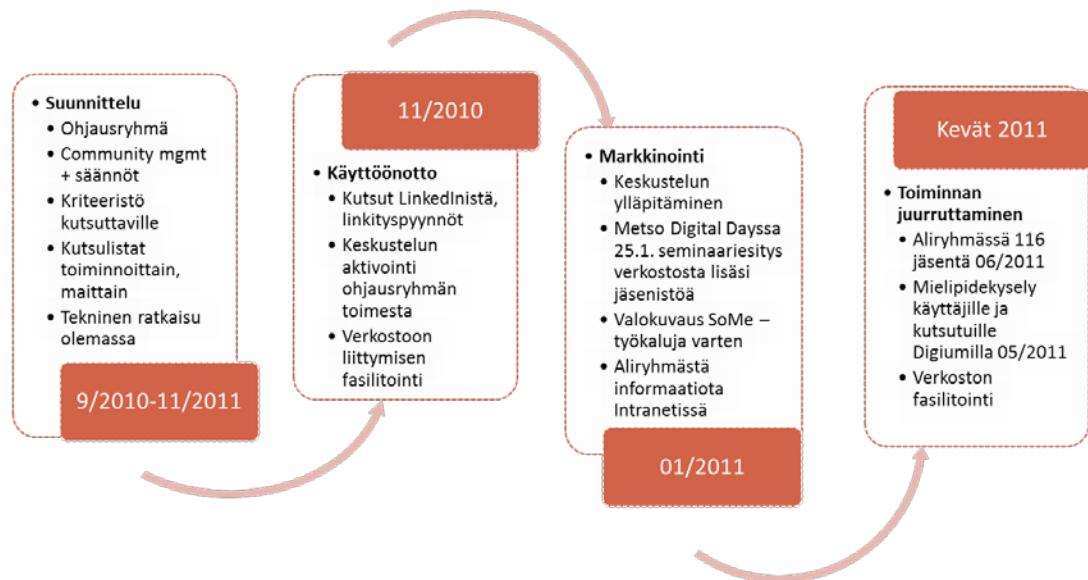 • Suunnittelu
• Ohjausryhmä
• Community mgmt
+ säännöt
• Kriteeristö
kutsuttaville
• Kutsulistat
toiminnoittain,
maittain
• Tekninen ratkaisu
olemassa
9/2010-11/2011
11/2010
• Käyttöönotto
• Kutsut LinkedInistä,
linkityspyynnöt
• Keskustelun
aktivointi
ohjausryhmän
toimesta
• Verkostoon
liittymisen
fasilitointi
• Markkinointi
• Keskustelun
ylläpitäminen
• Metso Digital Dayssa
25.1. seminaariesitys
verkostosta lisäsi
jäsenistöä
• Valokuvaus SoMe –
työkaluja varten
• Aliryhmästä
informaatiota
Intranetissä
01/2011
Kevät 2011
• Toiminnan
juurruttaminen
• Aliryhmässä 116
jäsentä 06/2011
• Mielipidekysely
käyttäjille ja
kutsutuille
Digiumilla 05/2011
• Verkoston
fasilitointi